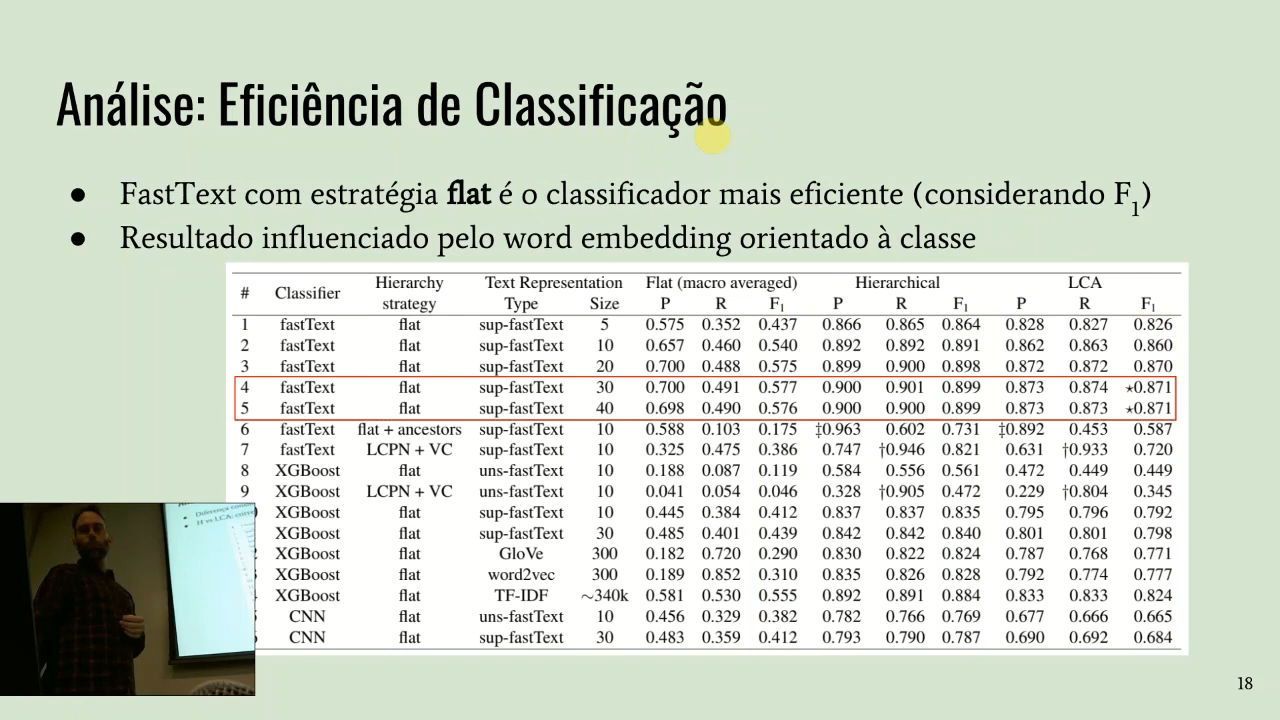 Análise: Eficiência de Classificação
● FastText com estratégia flat é o classificador mais eficiente (considerando F1)
● Resultado influenciado pelo word embedding orientado à classe
# Classifier Hierarchy strategy Text Representation Flat (macro averaged) Hierarchical LCA
Type Size P R F1 P R F1 P R F1
1 fastText flat sup-fastText 5 0.575 0.352 0.437 0.866 0.865 0.864 0.828 0.827 0.826
2 fastText flat sup-fastText 10 0.657 0.460 0.540 0.892 0.892 0.891 0.862 0.863 0.860
3 fastText flat sup-fastText 20 0.700 0.488 0.575 0.899 0.900 0.898 0.872 0.872 0.870
4 fastText flat sup-fastText 30 0.700 0.491 0.577 0.900 0.901 0.899 0.873 0.874 ⋆0.871
5 fastText flat sup-fastText 40 0.698 0.490 0.576 0.900 0.900 0.899 0.873 0.873 ⋆0.871
6 fastText flat + ancestors sup-fastText 10 0.588 0.103 0.175 ‡0.963 0.602 0.731 ‡0.892 0.453 0.587
7 fastText LCPN + VC sup-fastText 10 0.325 0.475 0.386 0.747 †0.946 0.821 0.631 †0.933 0.720
8 XGBoost flat uns-fastText 10 0.188 0.087 0.119 0.584 0.556 0.561 0.472 0.449 0.449
9 XGBoost LCPN + VC uns-fastText 10 0.041 0.054 0.046 0.328 †0.905 0.472 0.229 †0.804 0.345
XGBoost flat sup-fastText 10 0.445 0.384 0.412 0.837 0.837 0.835 0.795 0.796 0.792
XGBoost flat sup-fastText 30 0.485 0.401 0.439 0.842 0.842 0.840 0.801 0.801 0.798
XGBoost flat GloVe 300 0.182 0.720 0.290 0.830 0.822 0.824 0.787 0.768 0.771
XGBoost flat word2vec 300 0.189 0.852 0.310 0.835 0.826 0.828 0.792 0.774 0.777
XGBoost flat TF-IDF ∼340k 0.581 0.530 0.555 0.892 0.891 0.884 0.833 0.833 0.824
CNN flat uns-fastText 10 0.456 0.329 0.382 0.782 0.766 0.769 0.677 0.666 0.665
CNN flat sup-fastText 30 0.483 0.359 0.412 0.793 0.790 0.787 0.690 0.692 0.684
18